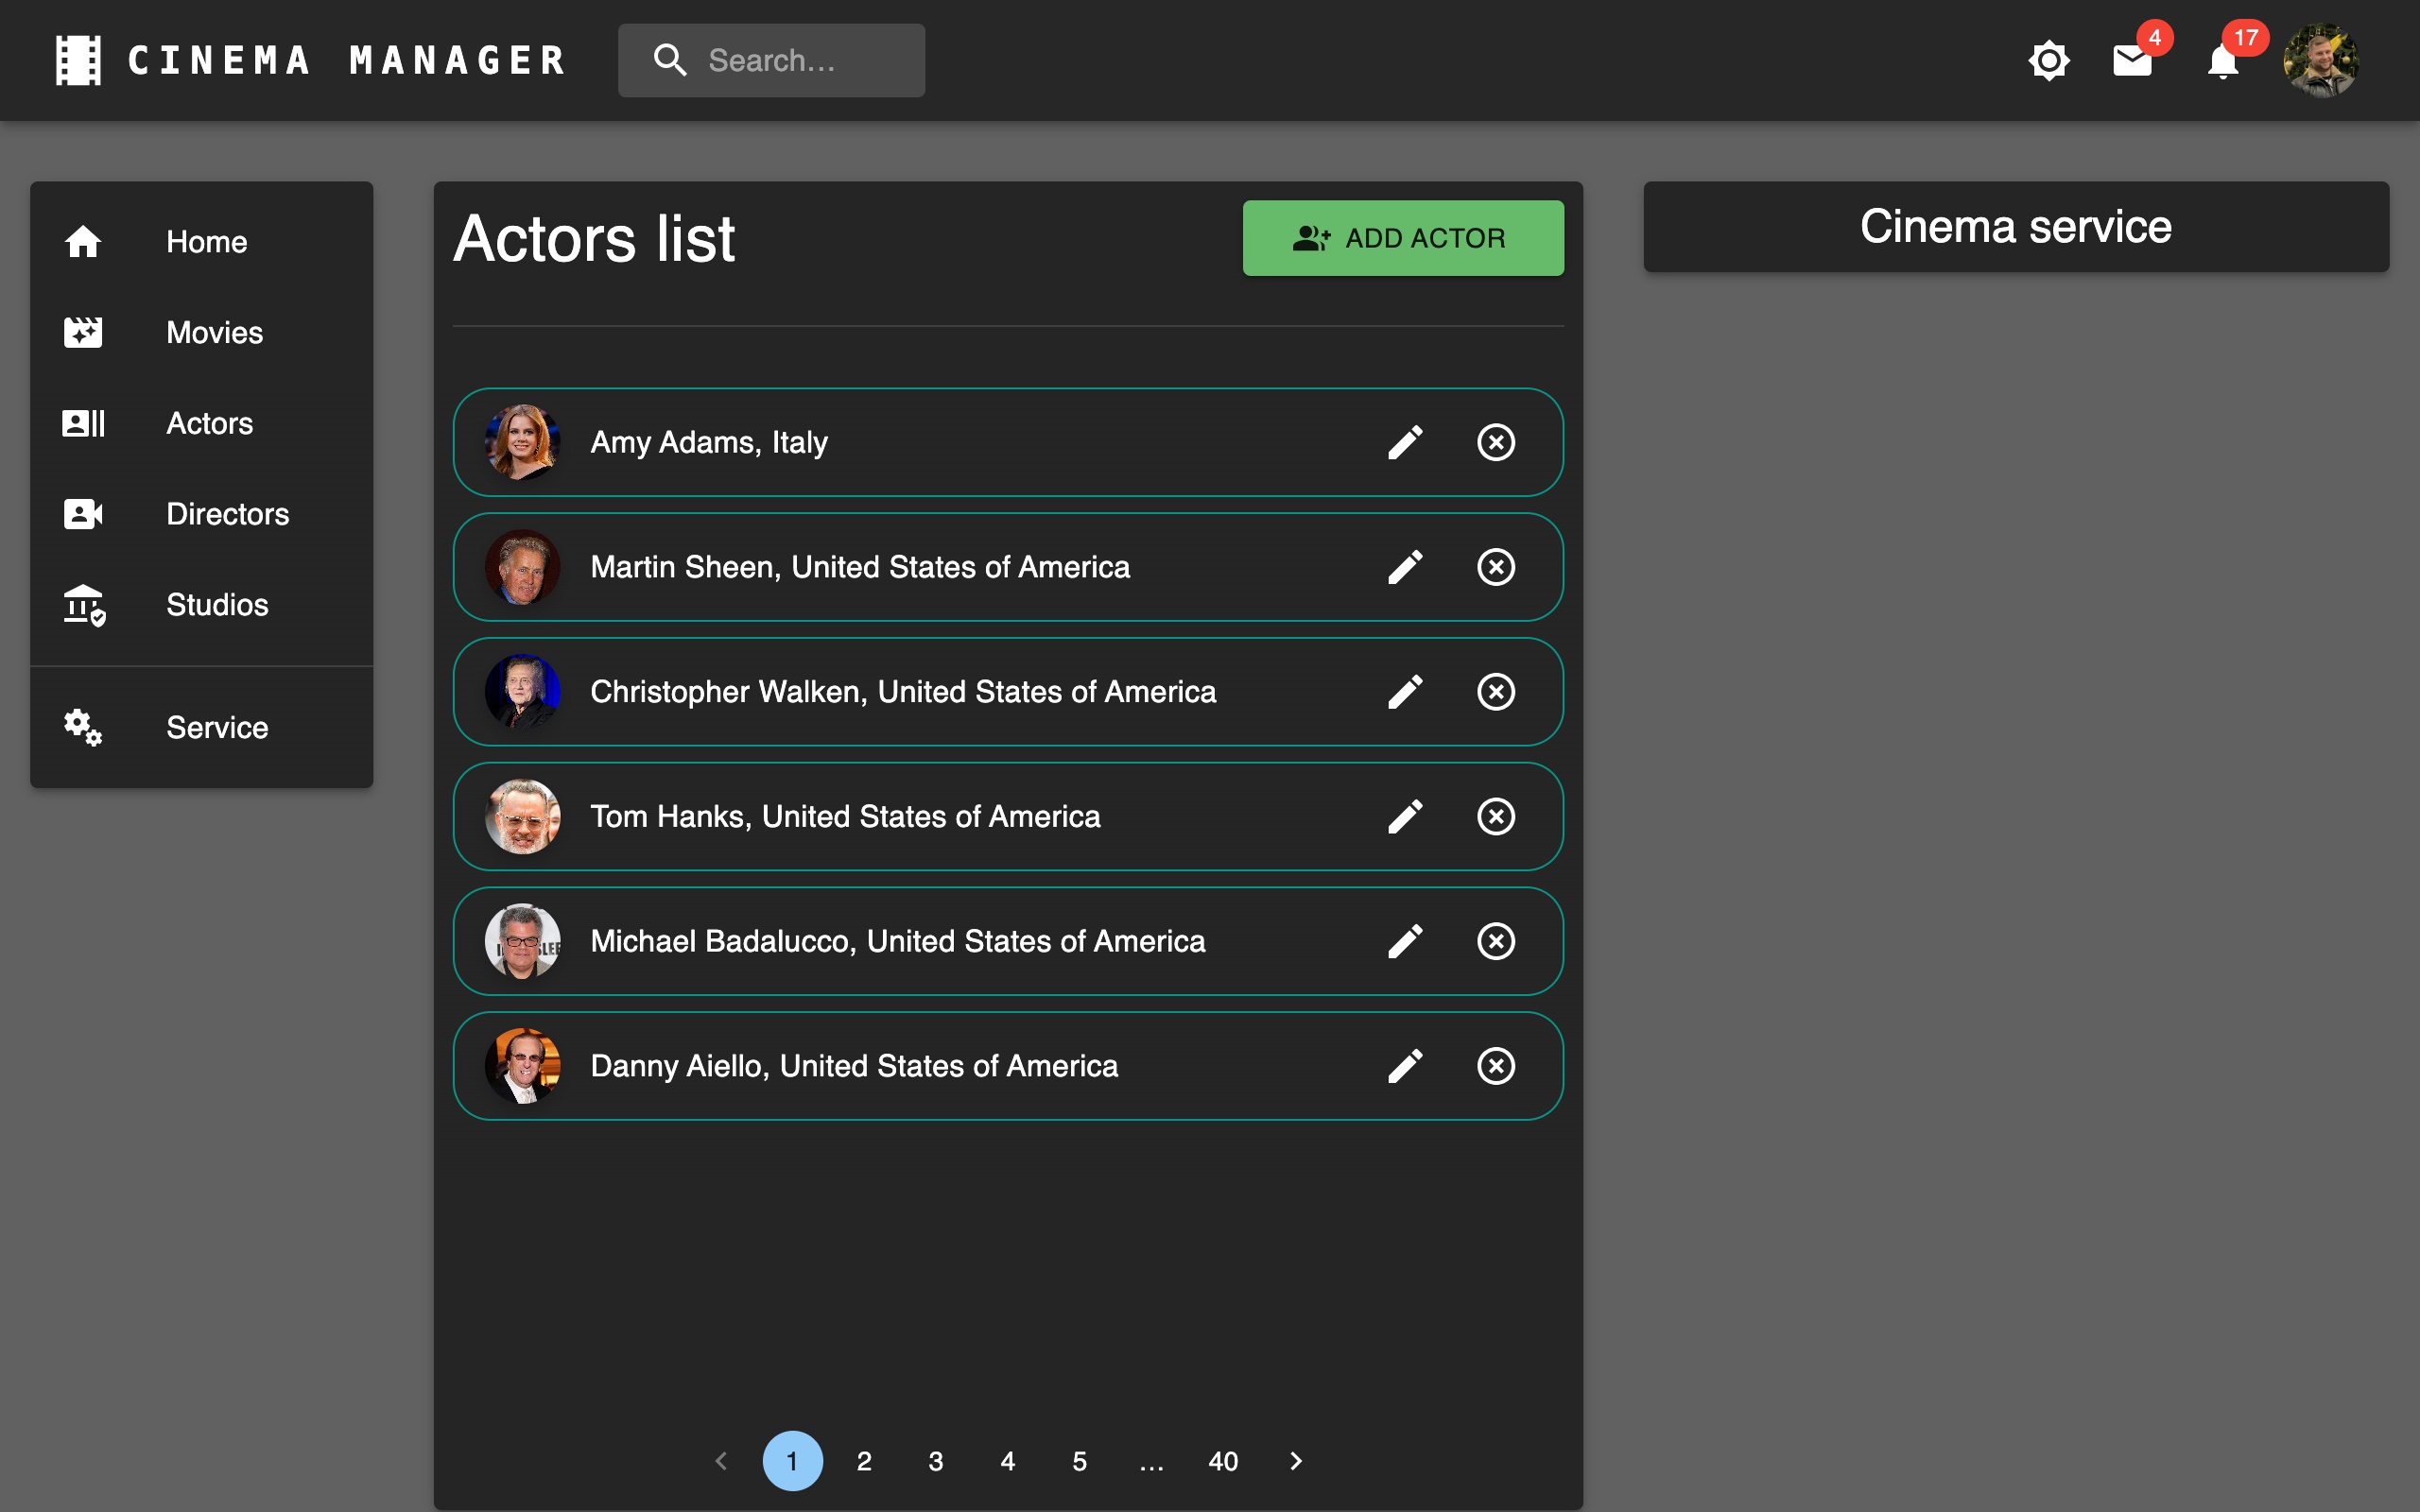 CINEMA MANAGER
Search...
4
17
Home
Movies
Actors
Directors
Studios
Service
Actors list
ADD ACTOR
Amy Adams, Italy
Martin Sheen, United States of America
Christopher Walken, United States of America
Tom Hanks, United States of America
Michael Badalucco, United States of America
Danny Aiello, United States of America
1 2 3 4 5 ... 40
Cinema service